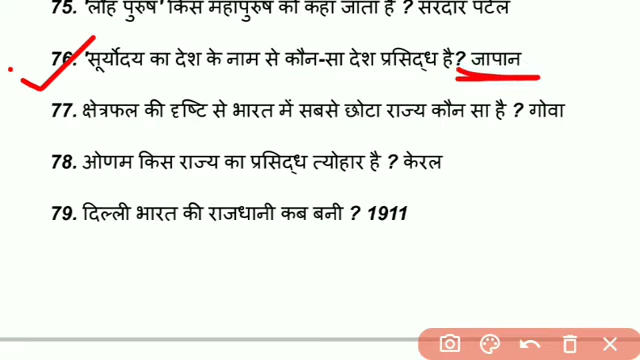 75. 'लौह पुरुष' किस महापुरुष को कहा जाता है ? सरदार पटेल
76. 'सूर्योदय का देश के नाम से कौन-सा देश प्रसिद्ध है? जापान
77. क्षेत्रफल की दृष्टि से भारत में सबसे छोटा राज्य कौन सा है ? गोवा
78. ओणम किस राज्य का प्रसिद्ध त्योहार है ? केरल
79. दिल्ली भारत की राजधानी कब बनी ? 1911